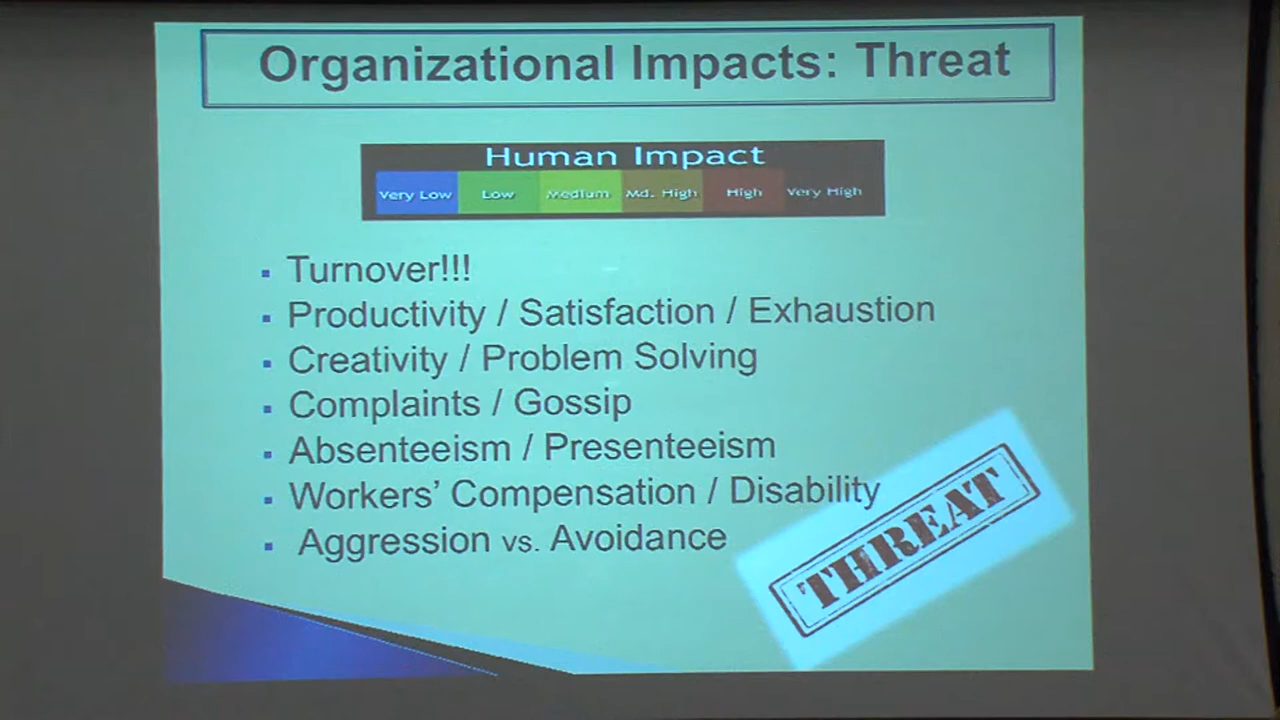 Organizational Impacts: Threat
Human Impact
Very Low Low Medium Md. High High Very High
Turnover!!!
Productivity / Satisfaction / Exhaustion
Creativity / Problem Solving
Complaints / Gossip
Absenteeism / Presenteeism
Workers’ Compensation / Disability
Aggression vs. Avoidance
THREAT